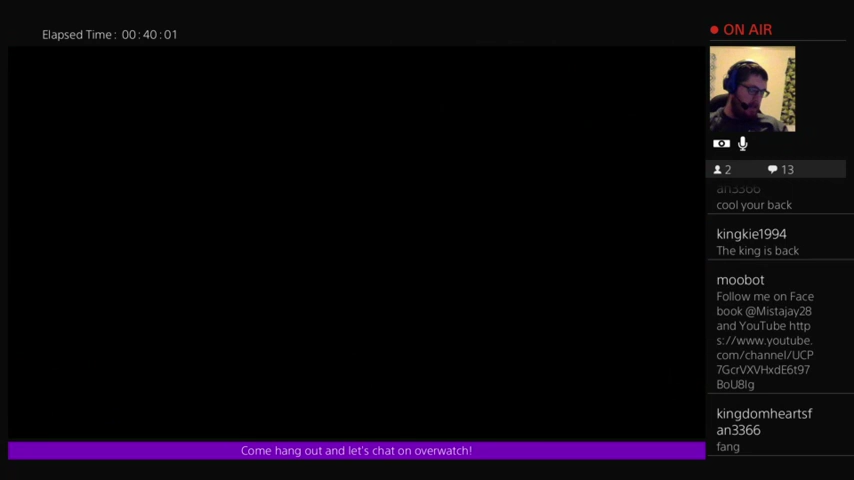 Elapsed Time: 00:40:01
ON AIR
2
13
an3366
cool your back
kingkie1994
The king is back
moobot
Follow me on Face
book @Mistajay28
and YouTube http
s://www.youtube.
com/channel/UCP
7GcrVXVHxdE6t97
BoU8Ig
kingdomheartsf
an3366
fang
Come hang out and let's chat on overwatch!